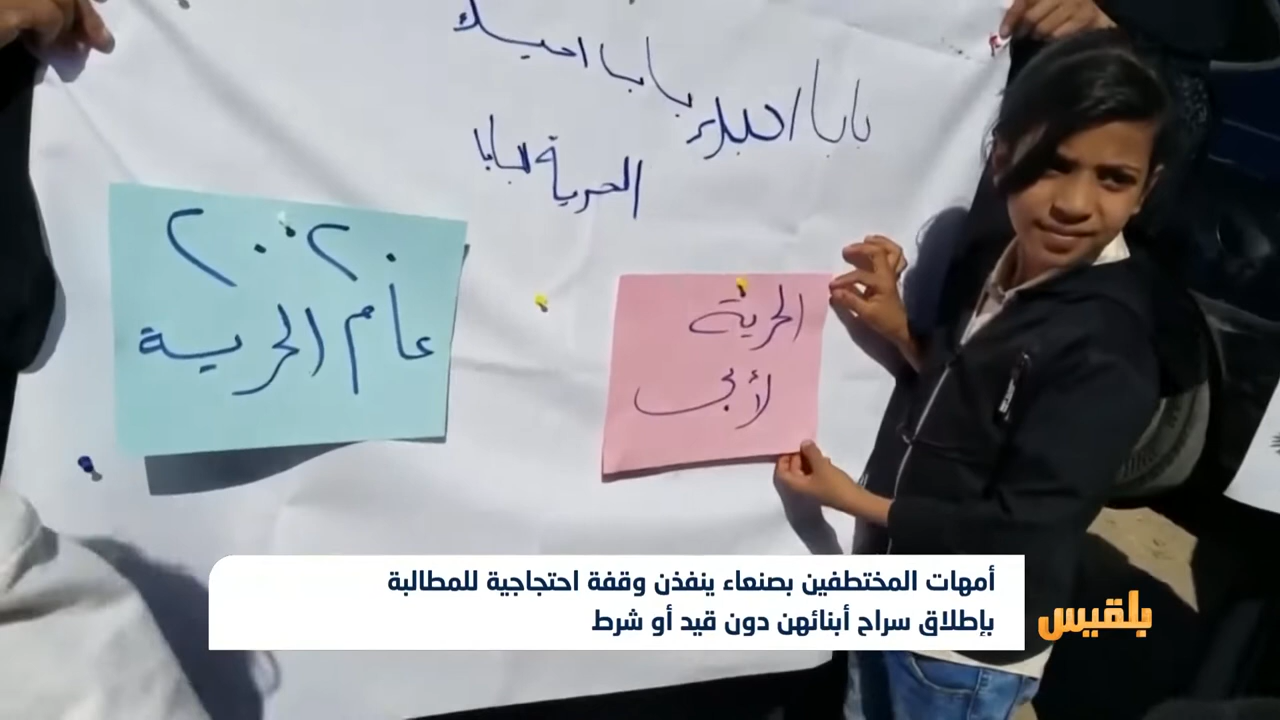 بابا احبك
الحرية لبابا
٢٠٢٠
عام الحرية
الحرية
لأبي
أمهات المختطفين بصنعاء ينفذن وقفة احتجاجية للمطالبة
بإطلاق سراح أبنائهن دون قيد أو شرط
بلقيس